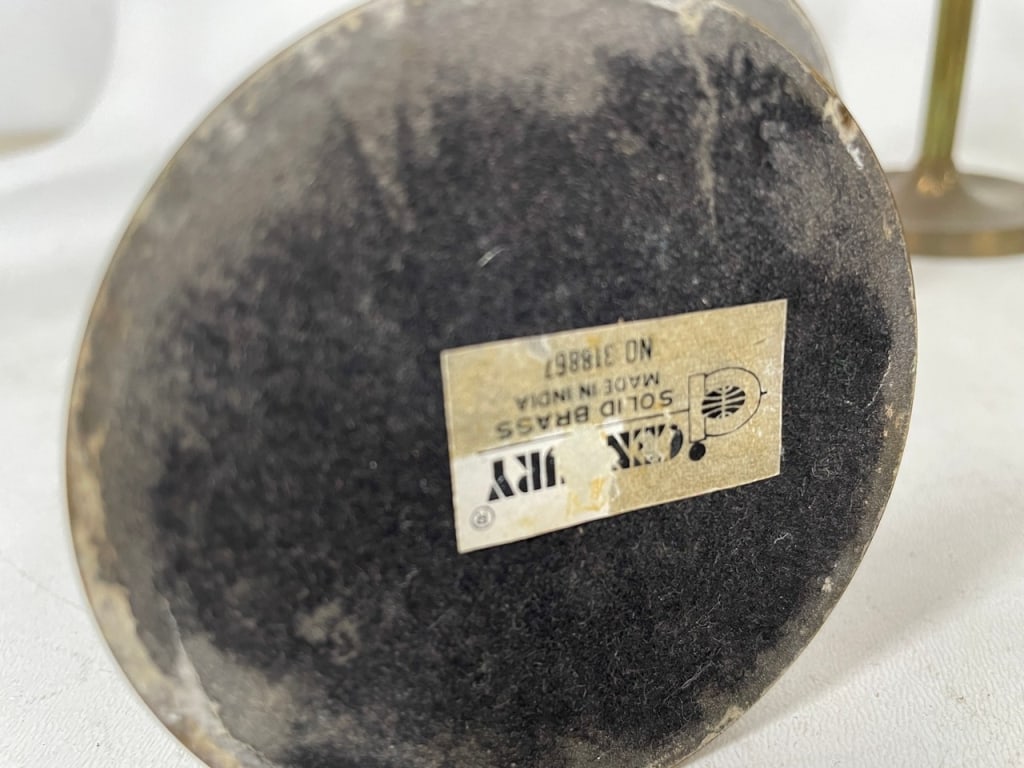 ®
SOLID BRASS
MADE IN INDIA
NO 318867